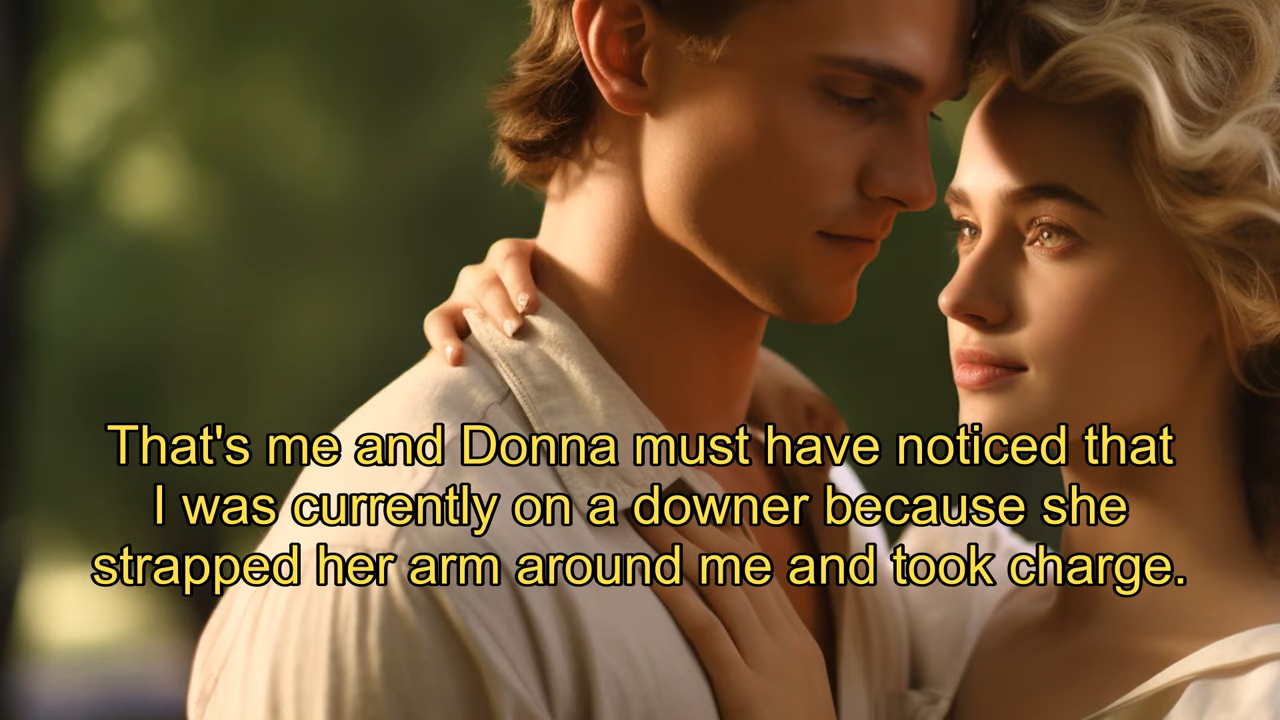 That's me and Donna must have noticed that
I was currently on a downer because she
strapped her arm around me and took charge.